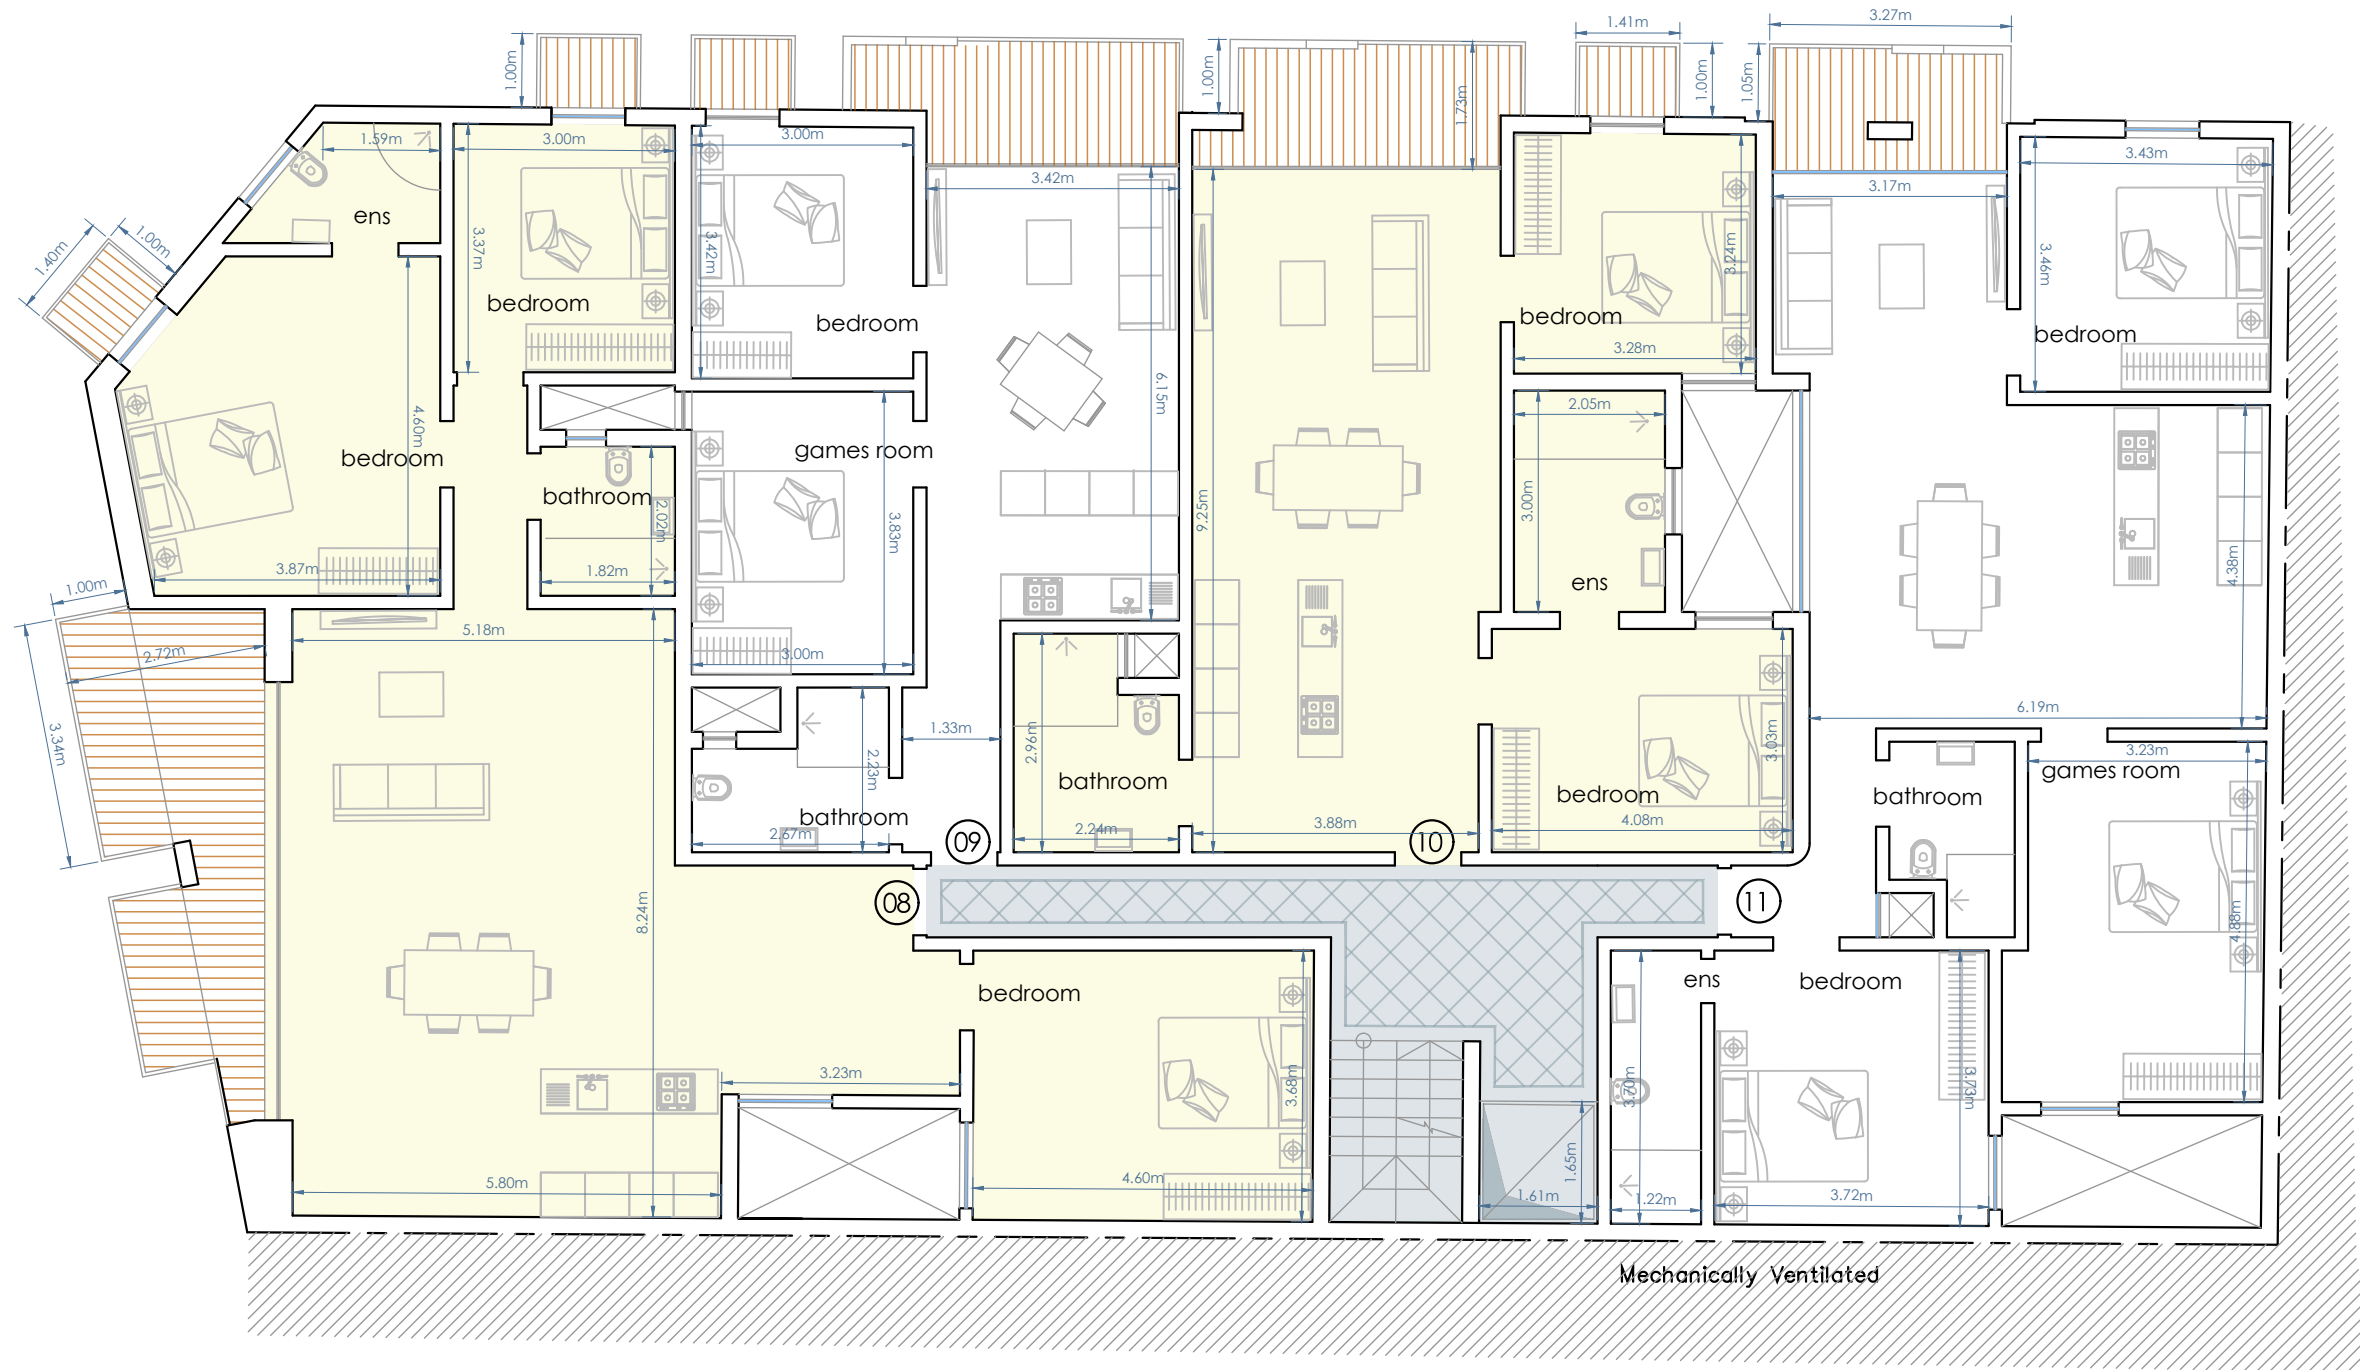 3.27m
1.41m
1.00m
1.00m
1.73m
1.00m
1.05m
1.59m
3.00m
3.00m
3.42m
3.17m
3.43m
ens
1.00m
1.40m
3.37m
3.42m
3.24m
3.46m
bedroom
bedroom
bedroom
bedroom
3.28m
6.15m
4.60m
2.05m
bedroom
games room
bathroom
2.02m
3.83m
9.25m
3.00m
4.38m
3.87m
1.82m
1.00m
ens
5.18m
2.72m
3.00m
3.34m
1.33m
2.96m
2.23m
3.03m
6.19m
3.23m
games room
bathroom
bedroom
bathroom
bathroom
2.67m
2.24m
3.88m
4.08m
09
10
08
11
8.24m
4.88m
bedroom
ens
bedroom
3.23m
3.68m
3.70m
3.73m
1.65m
5.80m
4.60m
1.61m
1.22m
3.72m
Mechanically Ventilated